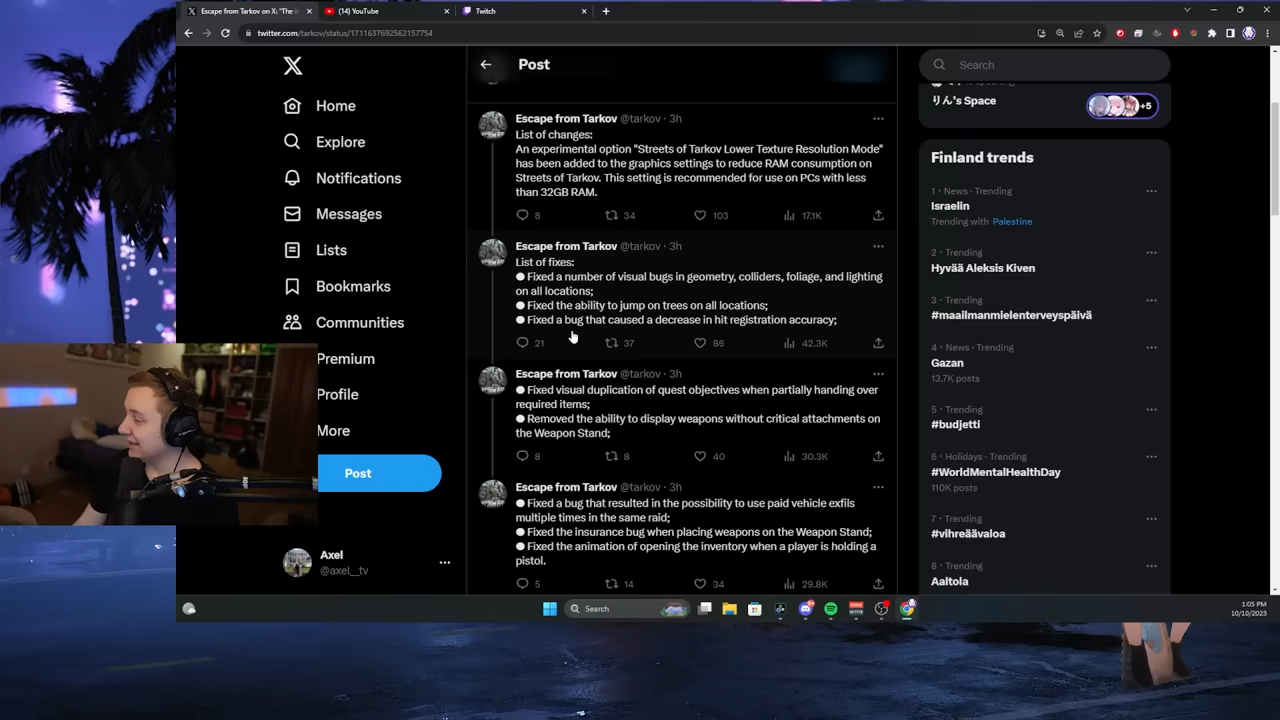 Escape from Tarkov on X: "The i
(14) YouTube
Twitch
twitter.com/tarkov/status/1711637692562157754
Home
Explore
Notifications
Messages
Lists
Bookmarks
Communities
Premium
Profile
More
Post
Axel
@axel__tv
Post
Escape from Tarkov @tarkov · 3h
List of changes:
An experimental option "Streets of Tarkov Lower Texture Resolution Mode"
has been added to the graphics settings to reduce RAM consumption on
Streets of Tarkov. This setting is recommended for use on PCs with less
than 32GB RAM.
8 34 103 17.1K
Escape from Tarkov @tarkov · 3h
List of fixes:
● Fixed a number of visual bugs in geometry, colliders, foliage, and lighting
on all locations;
● Fixed the ability to jump on trees on all locations;
● Fixed a bug that caused a decrease in hit registration accuracy;
21 37 86 42.3K
Escape from Tarkov @tarkov · 3h
● Fixed visual duplication of quest objectives when partially handing over
required items;
● Removed the ability to display weapons without critical attachments on
the Weapon Stand;
8 8 40 30.3K
Escape from Tarkov @tarkov · 3h
● Fixed a bug that resulted in the possibility to use paid vehicle exfils
multiple times in the same raid;
● Fixed the insurance bug when placing weapons on the Weapon Stand;
● Fixed the animation of opening the inventory when a player is holding a
pistol.
5 14 34 29.8K
Search
りん's Space
+5
Finland trends
1 · News · Trending
Israelin
Trending with Palestine
2 · Trending
Hyvää Aleksis Kiven
3 · Trending
#maailmanmielenterveyspäivä
4 · News · Trending
Gazan
13.7K posts
5 · Trending
#budjetti
6 · Holidays · Trending
#WorldMentalHealthDay
110K posts
7 · Trending
#vihreäävaloa
8 · Trending
Aaltola
Search
1:05 PM
10/10/2023